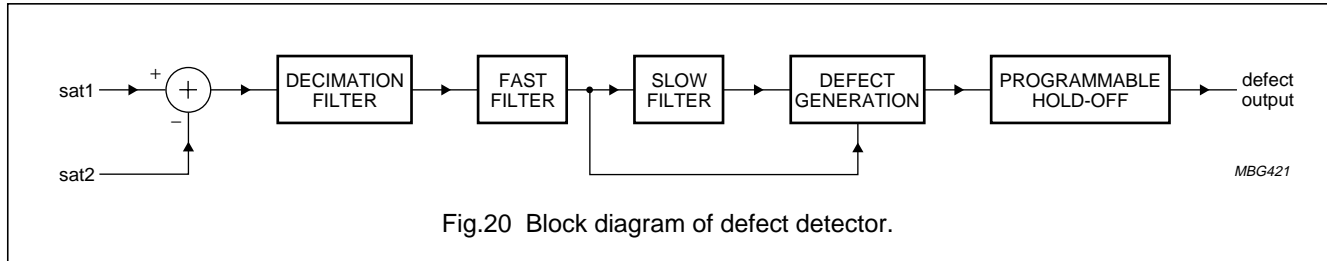 sat1
+
+
−
sat2
DECIMATION
FILTER
FAST
FILTER
SLOW
FILTER
DEFECT
GENERATION
PROGRAMMABLE
HOLD-OFF
defect
output
MBG421
Fig.20 Block diagram of defect detector.